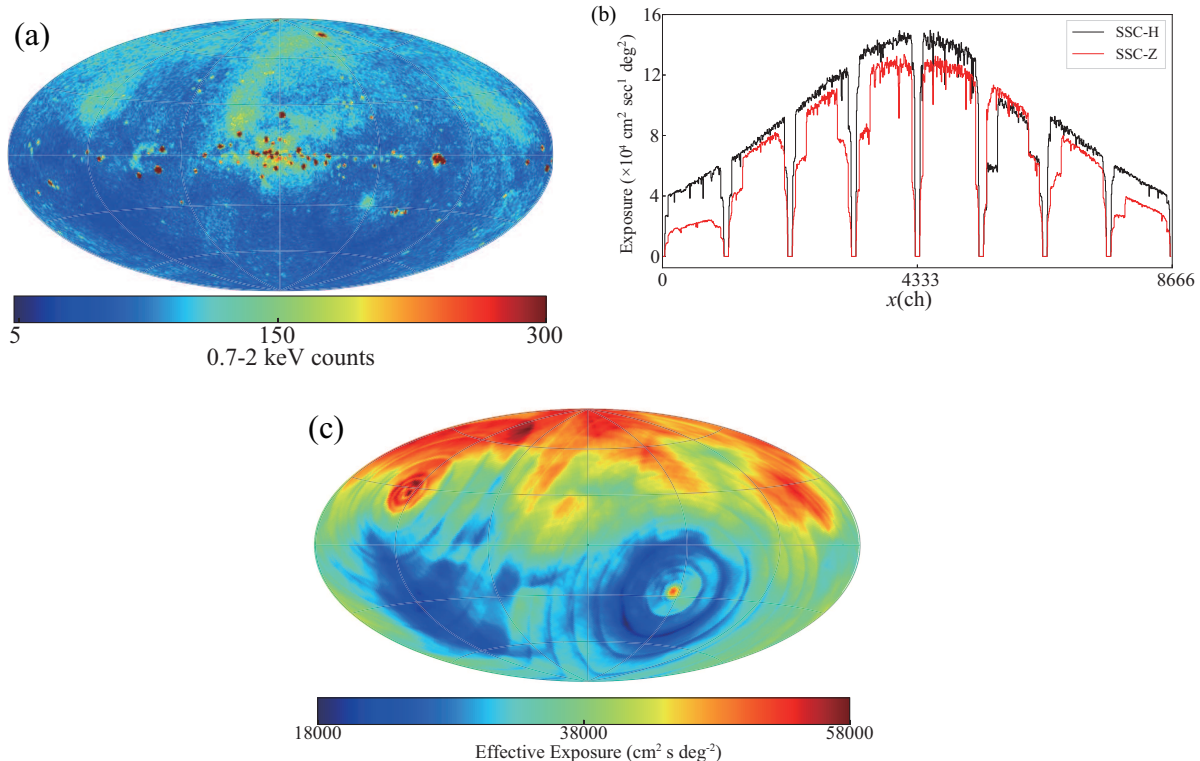 (a)
5 150 300
0.7-2 keV counts
(b)
16
12
8
4
0
Exposure (×10⁴ cm² sec¹ deg²)
SSC-H
SSC-Z
0 4333 8666
x(ch)
(c)
18000 38000 58000
Effective Exposure (cm² s deg⁻²)